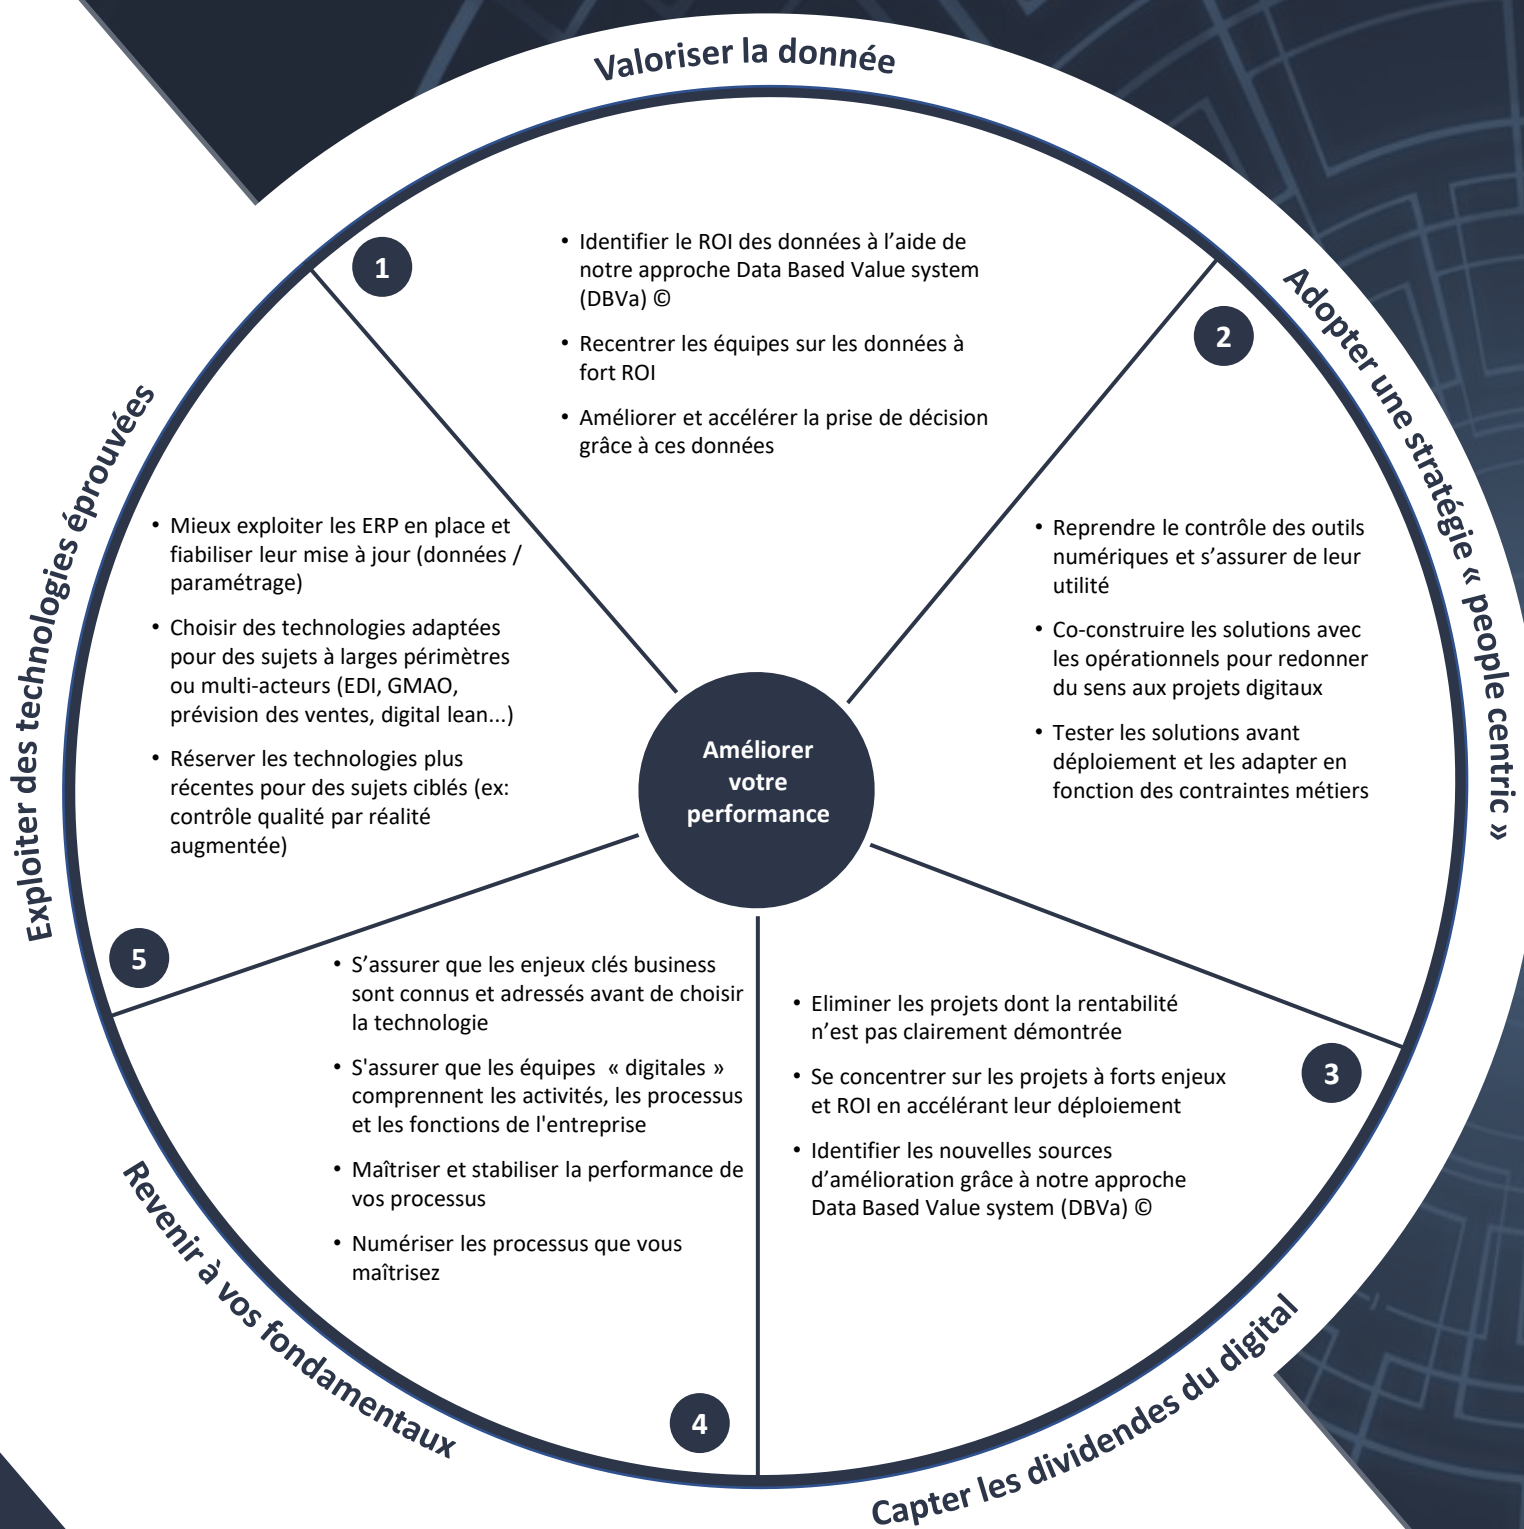 Valoriser la donnée
1
• Identifier le ROI des données à l’aide de
notre approche Data Based Value system
(DBVa) ©
• Recentrer les équipes sur les données à
fort ROI
• Améliorer et accélérer la prise de décision
grâce à ces données
Adopter une stratégie « people centric »
2
• Reprendre le contrôle des outils
numériques et s’assurer de leur
utilité
• Co-construire les solutions avec
les opérationnels pour redonner
du sens aux projets digitaux
• Tester les solutions avant
déploiement et les adapter en
fonction des contraintes métiers
Capter les dividendes du digital
3
• Eliminer les projets dont la rentabilité
n’est pas clairement démontrée
• Se concentrer sur les projets à forts enjeux
et ROI en accélérant leur déploiement
• Identifier les nouvelles sources
d’amélioration grâce à notre approche
Data Based Value system (DBVa) ©
Revenir à vos fondamentaux
4
• S’assurer que les enjeux clés business
sont connus et adressés avant de choisir
la technologie
• S'assurer que les équipes « digitales »
comprennent les activités, les processus
et les fonctions de l'entreprise
• Maîtriser et stabiliser la performance de
vos processus
• Numériser les processus que vous
maîtrisez
Exploiter des technologies éprouvées
5
• Mieux exploiter les ERP en place et
fiabiliser leur mise à jour (données /
paramétrage)
• Choisir des technologies adaptées
pour des sujets à larges périmètres
ou multi-acteurs (EDI, GMAO,
prévision des ventes, digital lean...)
• Réserver les technologies plus
récentes pour des sujets ciblés (ex:
contrôle qualité par réalité
augmentée)
Améliorer
votre
performance